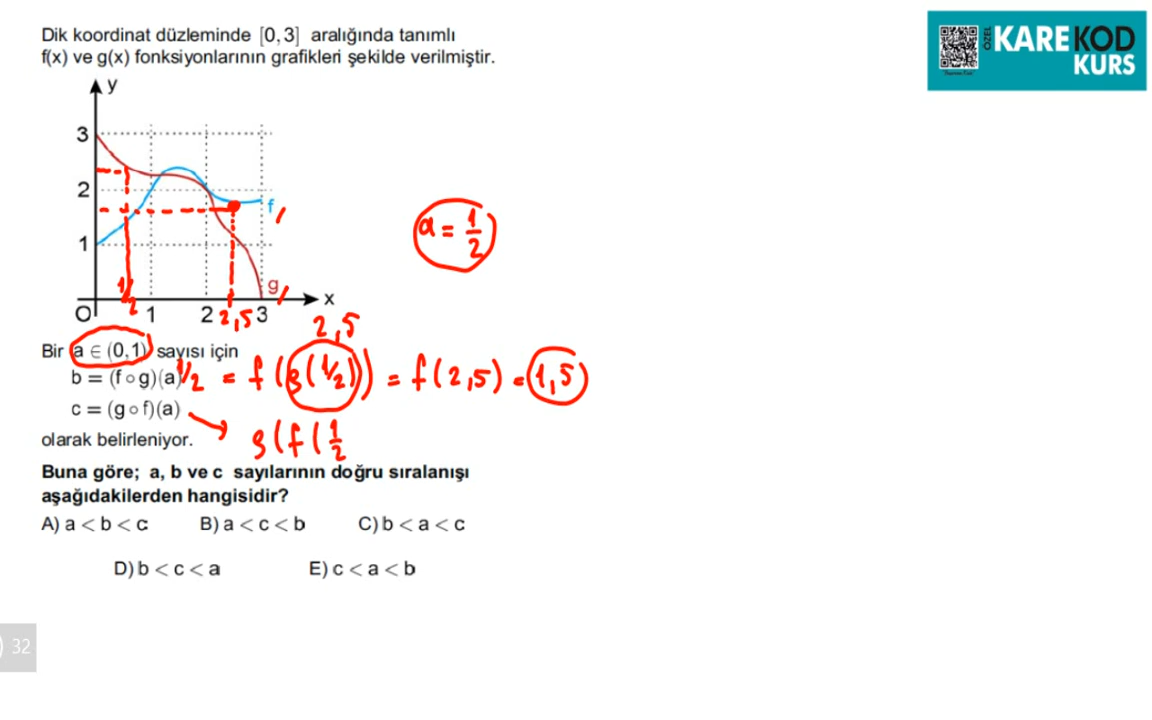 Dik koordinat düzleminde [0,3] aralığında tanımlı
f(x) ve g(x) fonksiyonlarının grafikleri şekilde verilmiştir.
ÖZEL KAREKOD
KURS
y
3
2
1
f
g
x
O 1 2 3
1/2
2,5
a = 1/2
2,5
Bir a ∈ (0,1) sayısı için
b = (f∘g)(a) 1/2 = f(g(1/2)) = f(2,5) = 1,5
c = (g∘f)(a)
olarak belirleniyor. g(f(1/2
Buna göre; a, b ve c sayılarının doğru sıralanışı
aşağıdakilerden hangisidir?
A) a < b < c B) a < c < b C) b < a < c
D) b < c < a E) c < a < b
) 32